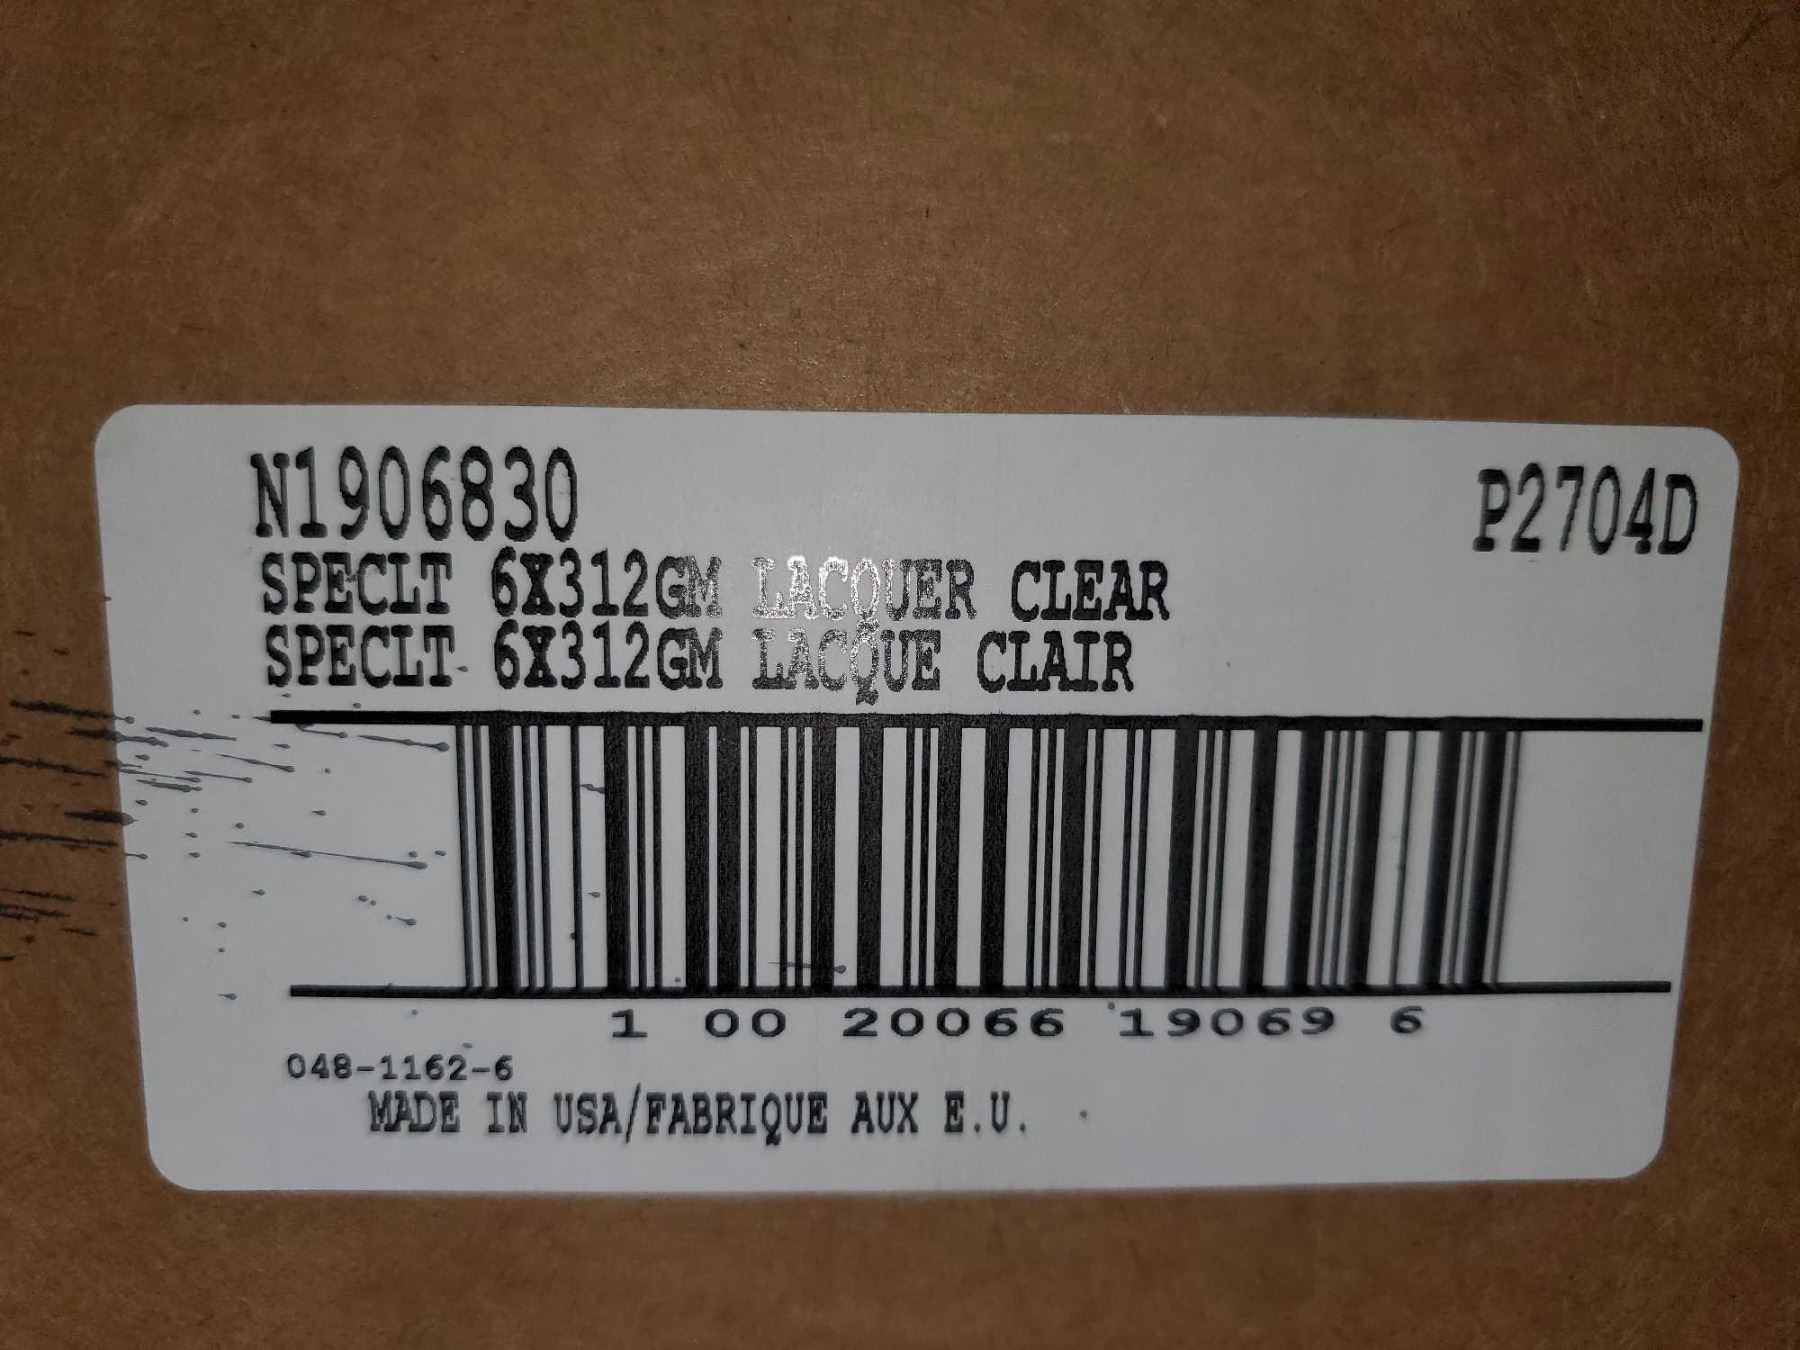 N1906830 P2704D
SPECLT 6X312GM LACQUER CLEAR
SPECLT 6X312GM LACQUE CLAIR
1 00 20066 19069 6
048-1162-6
MADE IN USA/FABRIQUE AUX E.U.